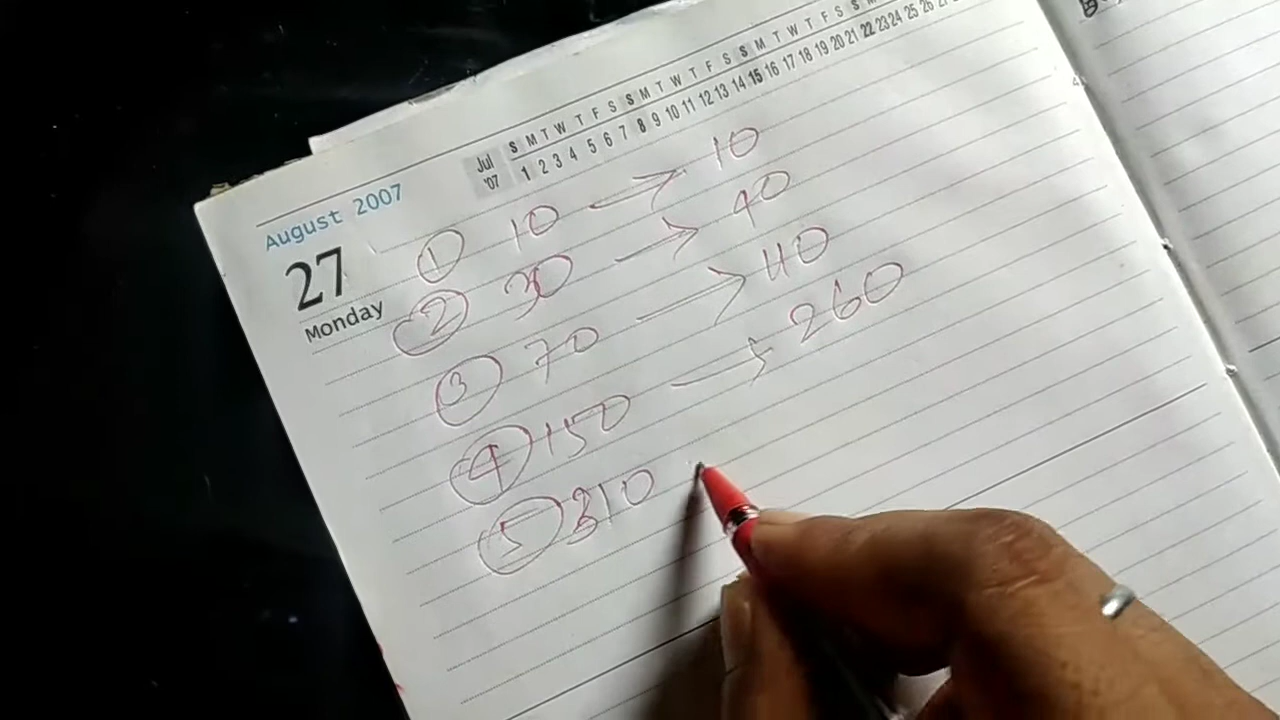 S M T W T F S S M T W T F S S M
Jul '07 1 2 3 4 5 6 7 8 9 10 11 12 13 14 15 16 17 18 19 20 21 22 23 24 25 26
August 2007
27
Monday
① 10 → 10
② 30 → 40
③ 70 → 110
④ 150 → 260
⑤ 310